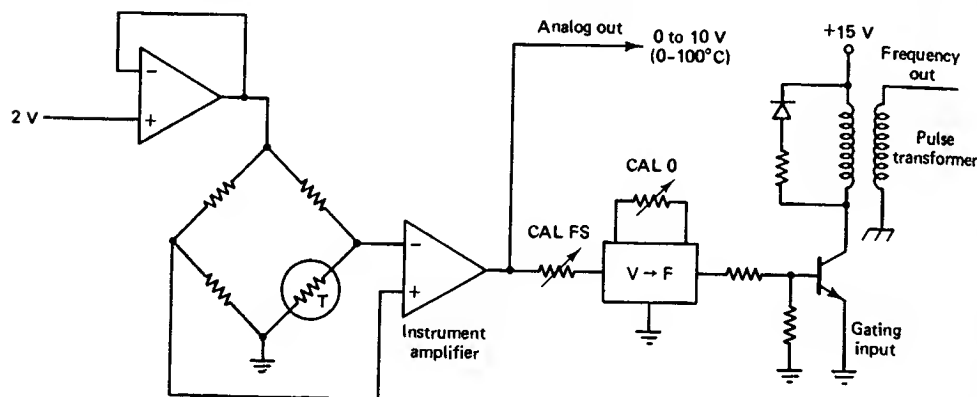 Analog out
0 to 10 V
(0–100°C)
+15 V
Frequency
out
2 V
−
+
Pulse
transformer
CAL 0
CAL FS
−
+
V → F
T
Instrument
amplifier
Gating
input